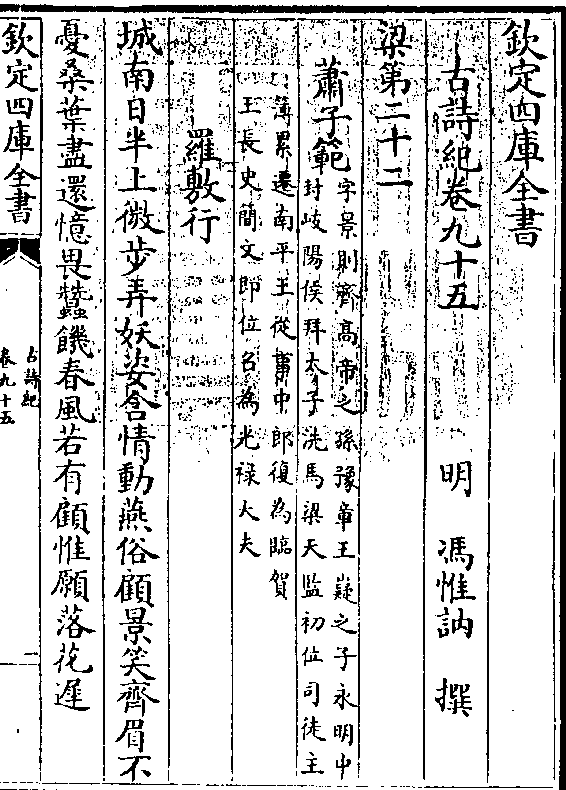 欽定四庫全書
古詩紀卷九十五
明 馮惟訥 撰
梁第二十二
蕭子範
字景則齊高帝之孫豫章王嶷之子永明中
封岐陽侯拜太子洗馬梁天監初位司徒主
薄累遷南平王從事中郎復為臨賀
王長史簡文即位召為光禄大夫
羅敷行
城南日半上微步弄妖姿含情動燕俗顧景笑齊眉不
憂桑葉盡還憶畏蠶饑春風若有顧惟願落花遲
欽定四庫全書
古詩紀
卷九十五
一